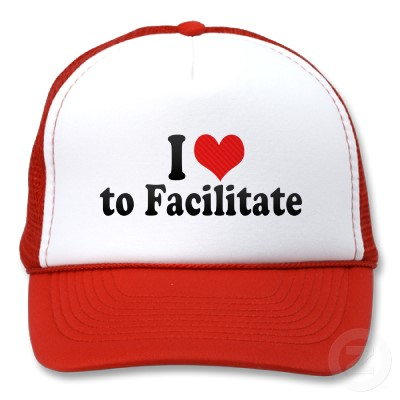 I ♥
to Facilitate